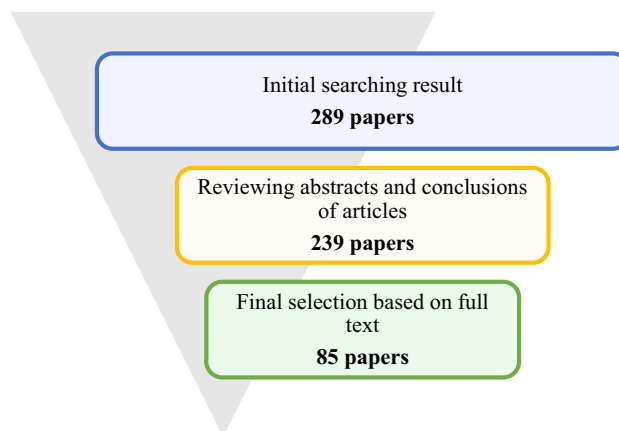 Initial searching result
289 papers
Reviewing abstracts and conclusions
of articles
239 papers
Final selection based on full
text
85 papers